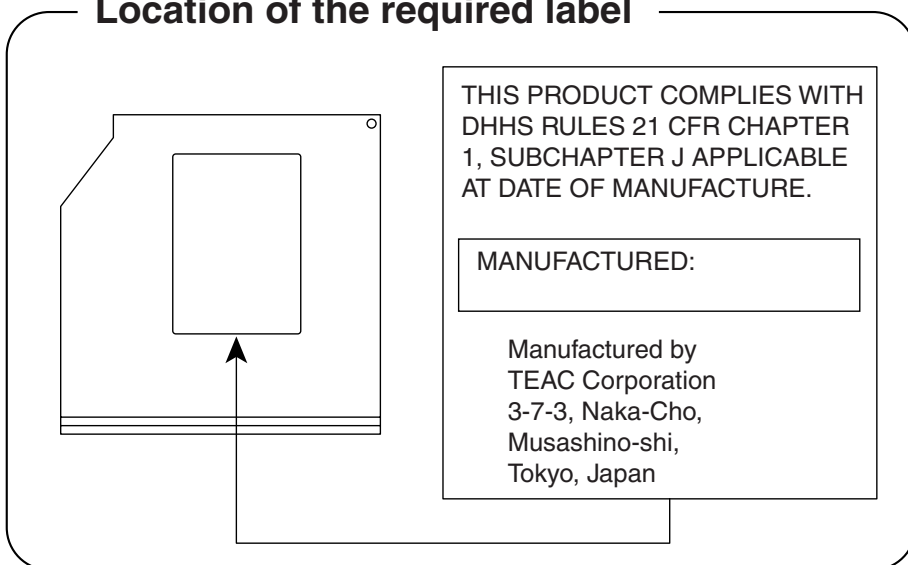 Location of the required label
THIS PRODUCT COMPLIES WITH
DHHS RULES 21 CFR CHAPTER
1, SUBCHAPTER J APPLICABLE
AT DATE OF MANUFACTURE.
MANUFACTURED:
Manufactured by
TEAC Corporation
3-7-3, Naka-Cho,
Musashino-shi,
Tokyo, Japan